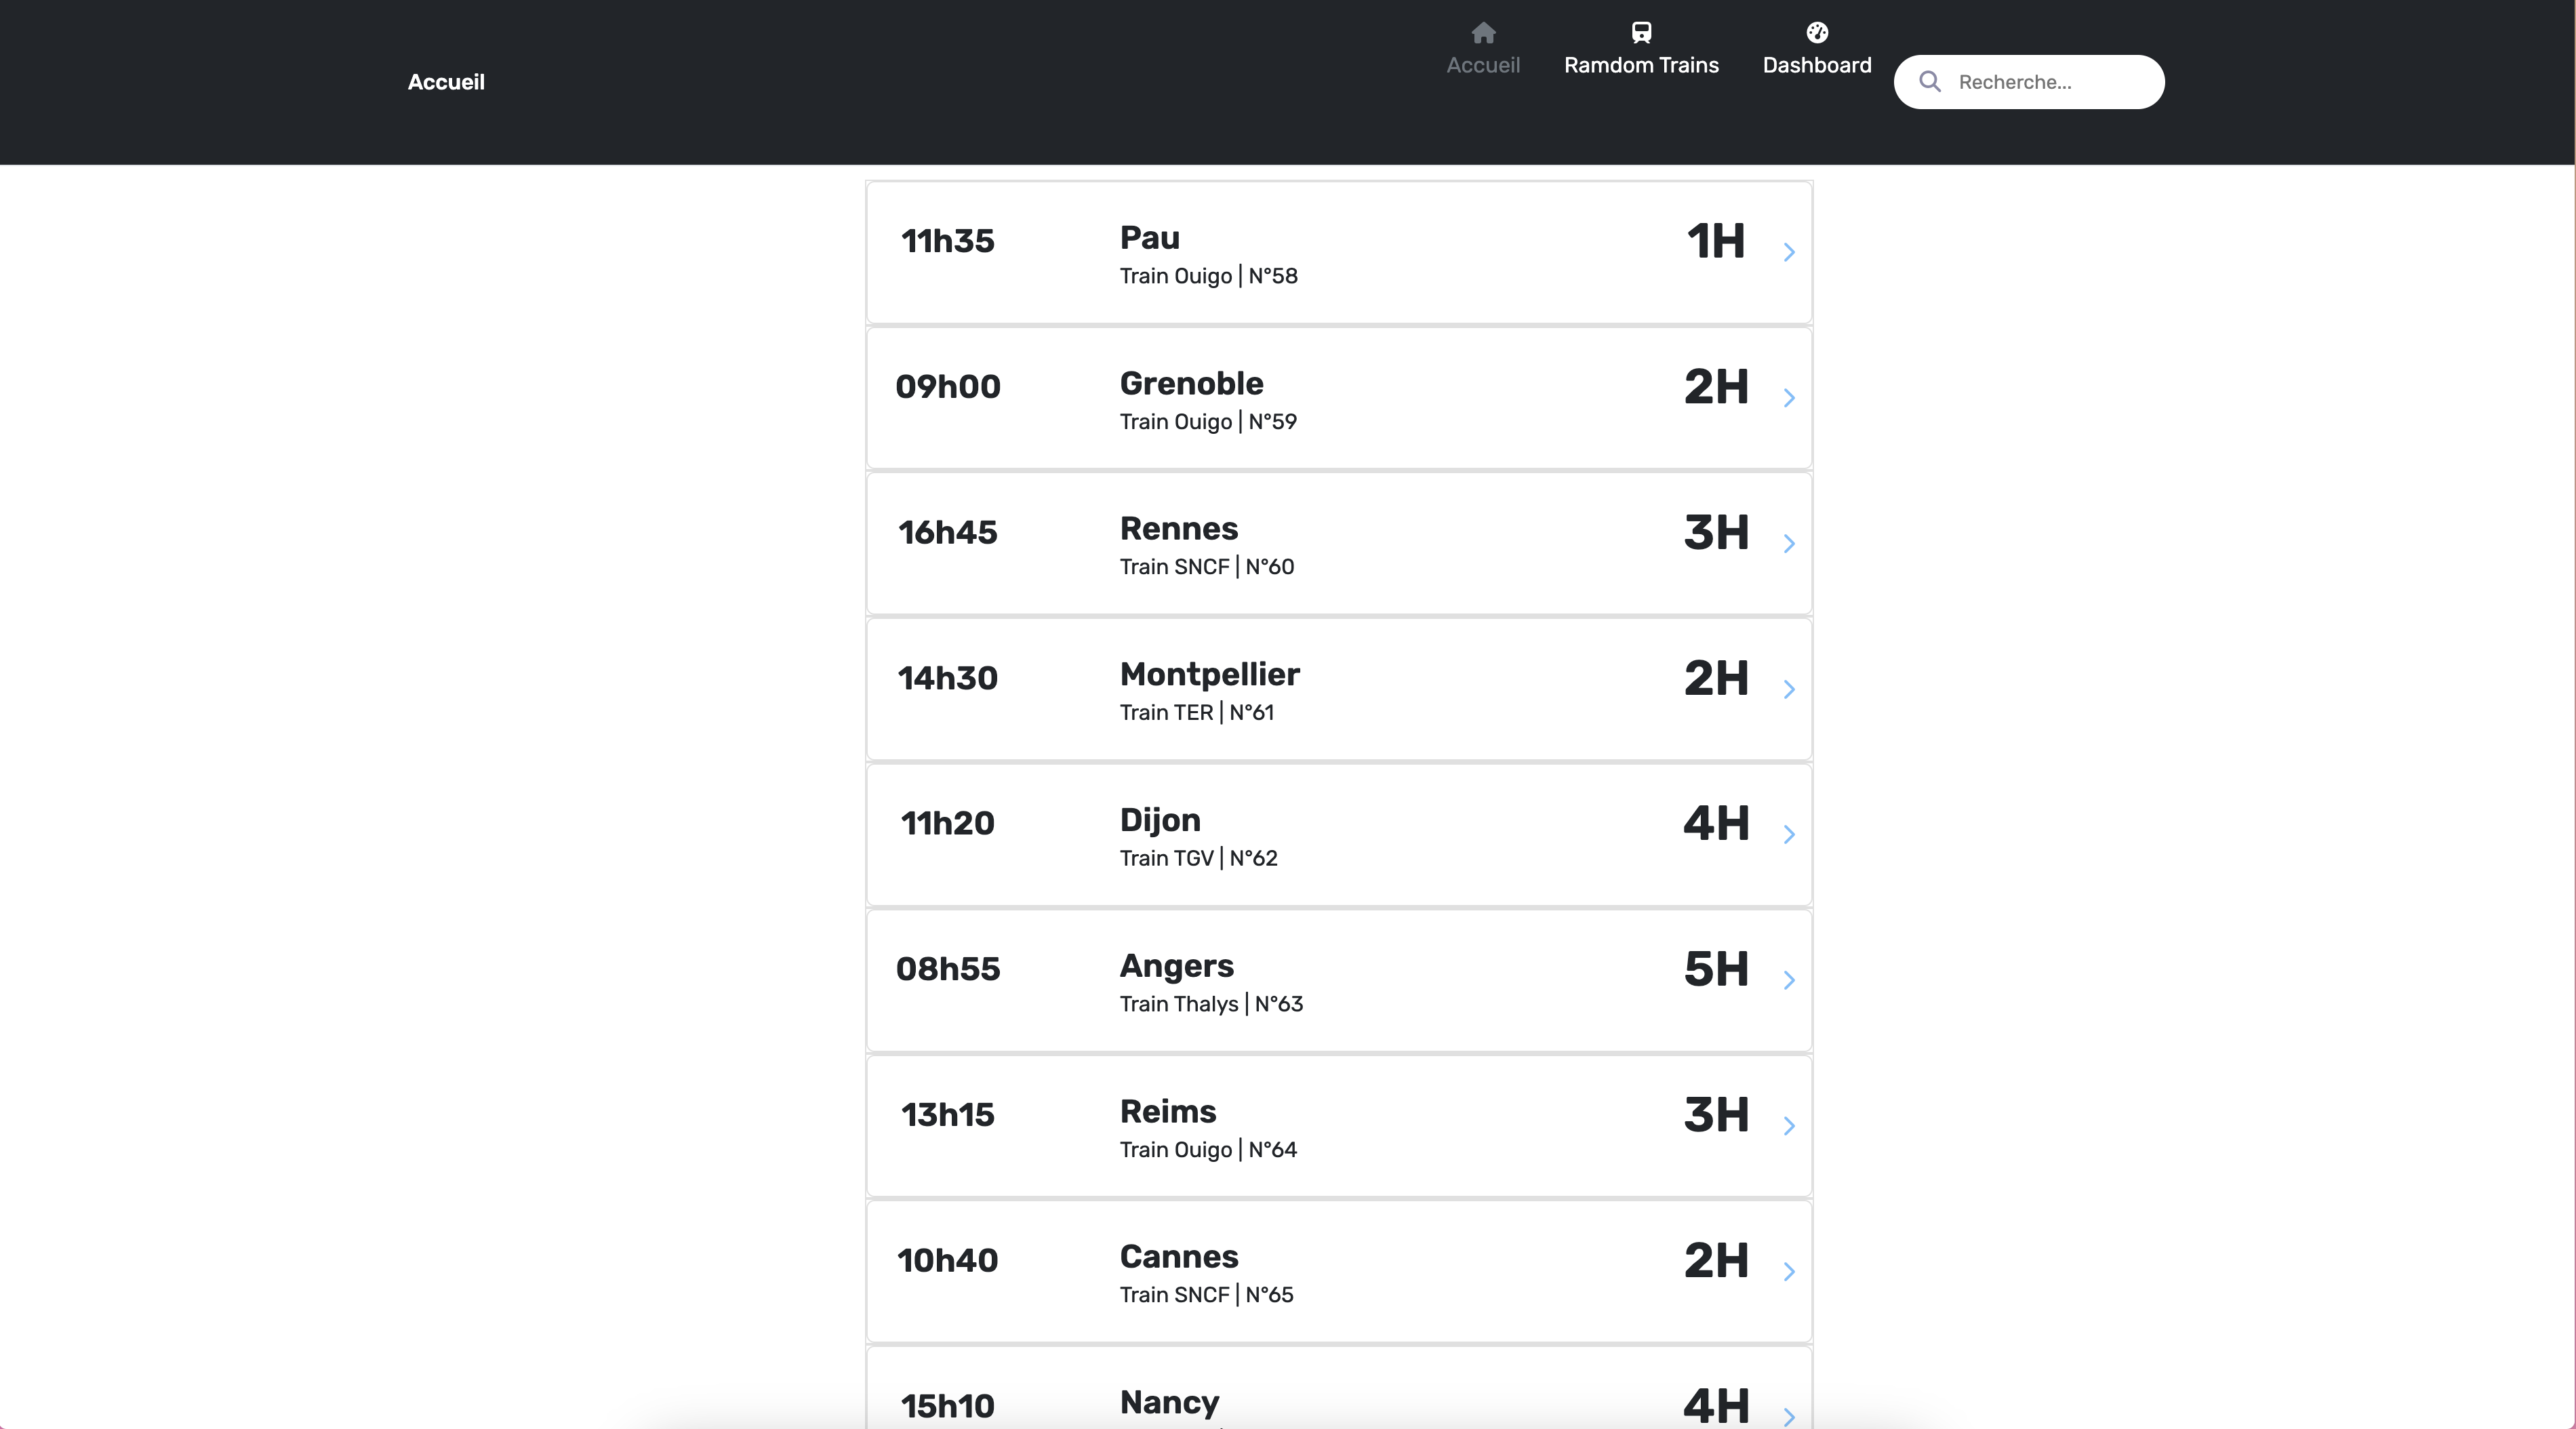 Accueil
Accueil
Ramdom Trains
Dashboard
Recherche...
11h35
Pau
Train Ouigo | N°58
1H
09h00
Grenoble
Train Ouigo | N°59
2H
16h45
Rennes
Train SNCF | N°60
3H
14h30
Montpellier
Train TER | N°61
2H
11h20
Dijon
Train TGV | N°62
4H
08h55
Angers
Train Thalys | N°63
5H
13h15
Reims
Train Ouigo | N°64
3H
10h40
Cannes
Train SNCF | N°65
2H
15h10
Nancy
4H